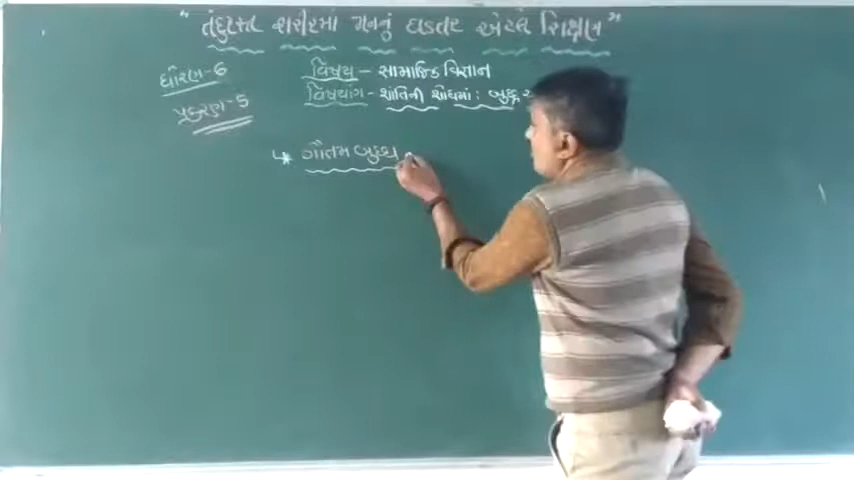 "તંદુરસ્ત શરીરમાં મનનું ઘડતર એટલે શિક્ષણ"
ધોરણ-6
વિષય - સામાજિક વિજ્ઞાન
પ્રકરણ-5
વિષયાંગ - શાંતિની શોધમાં : બુદ્ધ
* ગૌતમ બુદ્ધ